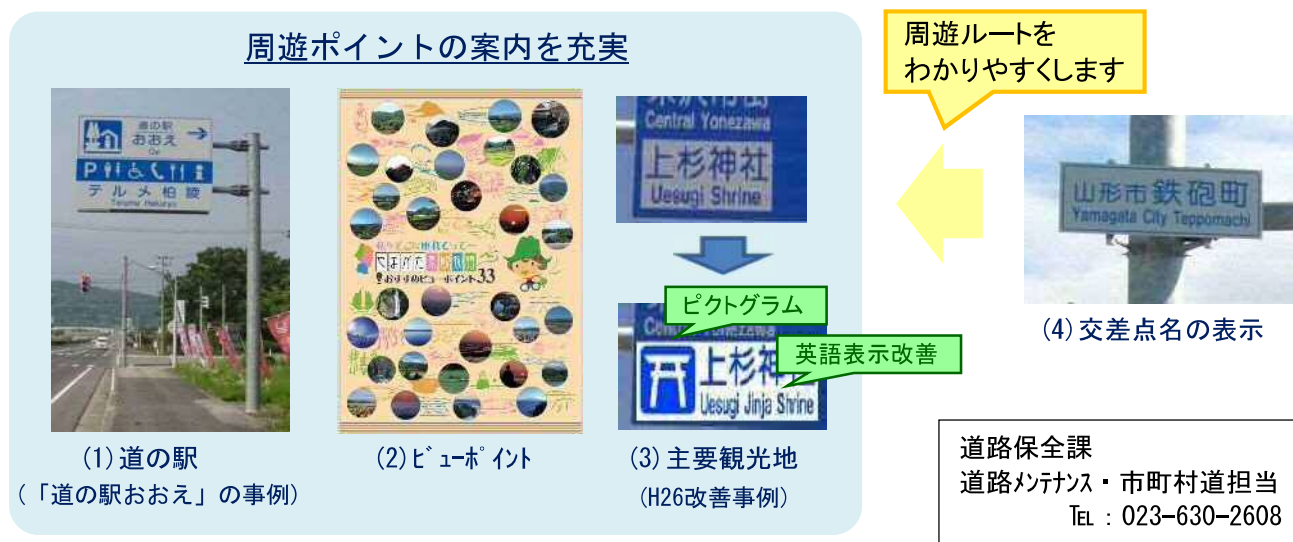 周遊ポイントの案内を充実
周遊ルートを
わかりやすくします
道の駅
おおえ
Oe
P
テルメ柏陵
Terume Hakuryo
おすすめビューポイント33
Central Yonezawa
上杉神社
Uesugi Shrine
ピクトグラム
英語表示改善
Central Yonezawa
上杉神
Uesugi Jinja Shrine
山形市 鉄砲町
Yamagata City Teppomachi
(1)道の駅
(「道の駅おおえ」の事例)
(2)ﾋﾞｭｰﾎﾟｲﾝﾄ
(3)主要観光地
(H26改善事例)
(4)交差点名の表示
道路保全課
道路ﾒﾝﾃﾅﾝｽ・市町村道担当
℡：023-630-2608